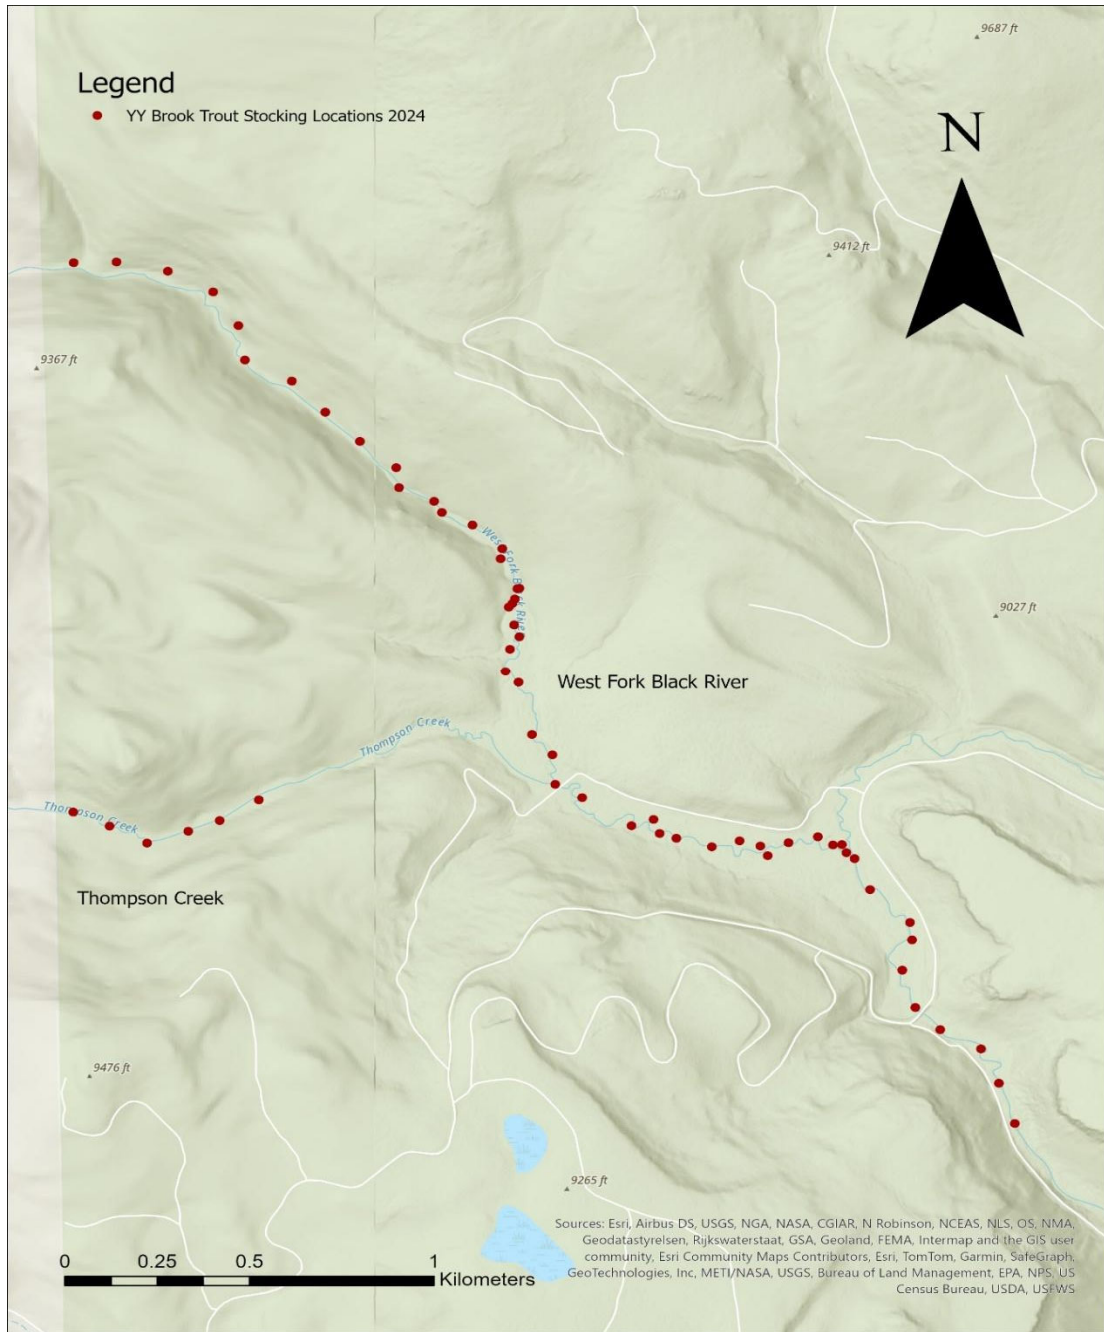 9687 ft
Legend
YY Brook Trout Stocking Locations 2024
N
9412 ft
9367 ft
West Fork Black River
9027 ft
West Fork Black River
Thompson Creek
Thompson Creek
Thompson Creek
9476 ft
9265 ft
Sources: Esri, Airbus DS, USGS, NGA, NASA, CGIAR, N Robinson, NCEAS, NLS, OS, NMA,
Geodatastyrelsen, Rijkswaterstaat, GSA, Geoland, FEMA, Intermap and the GIS user
community, Esri Community Maps Contributors, Esri, TomTom, Garmin, SafeGraph,
GeoTechnologies, Inc, METI/NASA, USGS, Bureau of Land Management, EPA, NPS, US
Census Bureau, USDA, USFWS
0 0.25 0.5 1
Kilometers